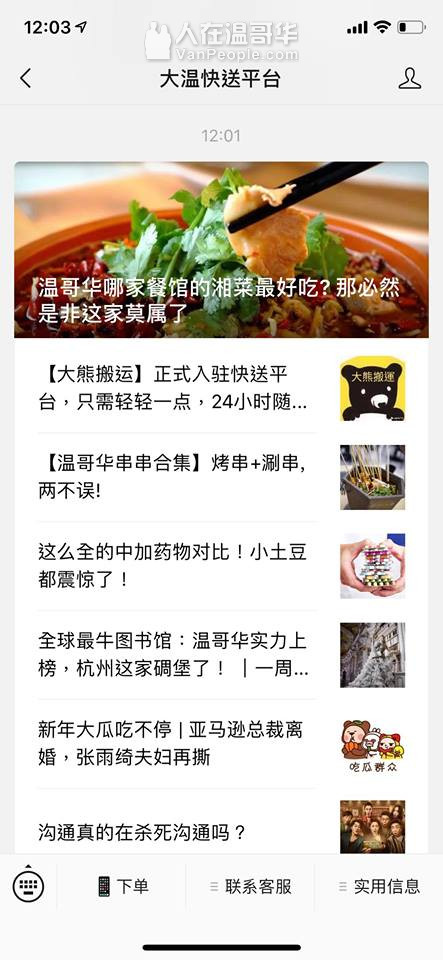 12:03
人在温哥华
VanPeople.com
大温快送平台
12:01
温哥华哪家餐馆的湘菜最好吃? 那必然
是非这家莫属了
【大熊搬运】正式入驻快送平
台，只需轻轻一点，24小时随...
大熊搬運
【温哥华串串合集】烤串+涮串,
两不误!
这么全的中加药物对比！小土豆
都震惊了！
全球最牛图书馆：温哥华实力上
榜，杭州这家碉堡了！ ｜一周...
新年大瓜吃不停 | 亚马逊总裁离
婚，张雨绮夫妇再撕
吃瓜群众
沟通真的在杀死沟通吗？
下单
联系客服
实用信息